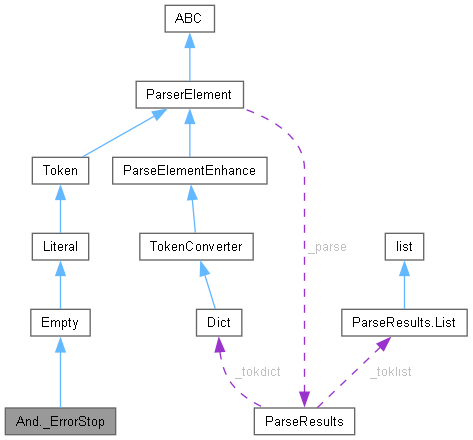 ABC
ParserElement
Token
ParseElementEnhance
_parse
Literal
TokenConverter
list
Empty
Dict
ParseResults.List
_tokdict
_toklist
And._ErrorStop
ParseResults